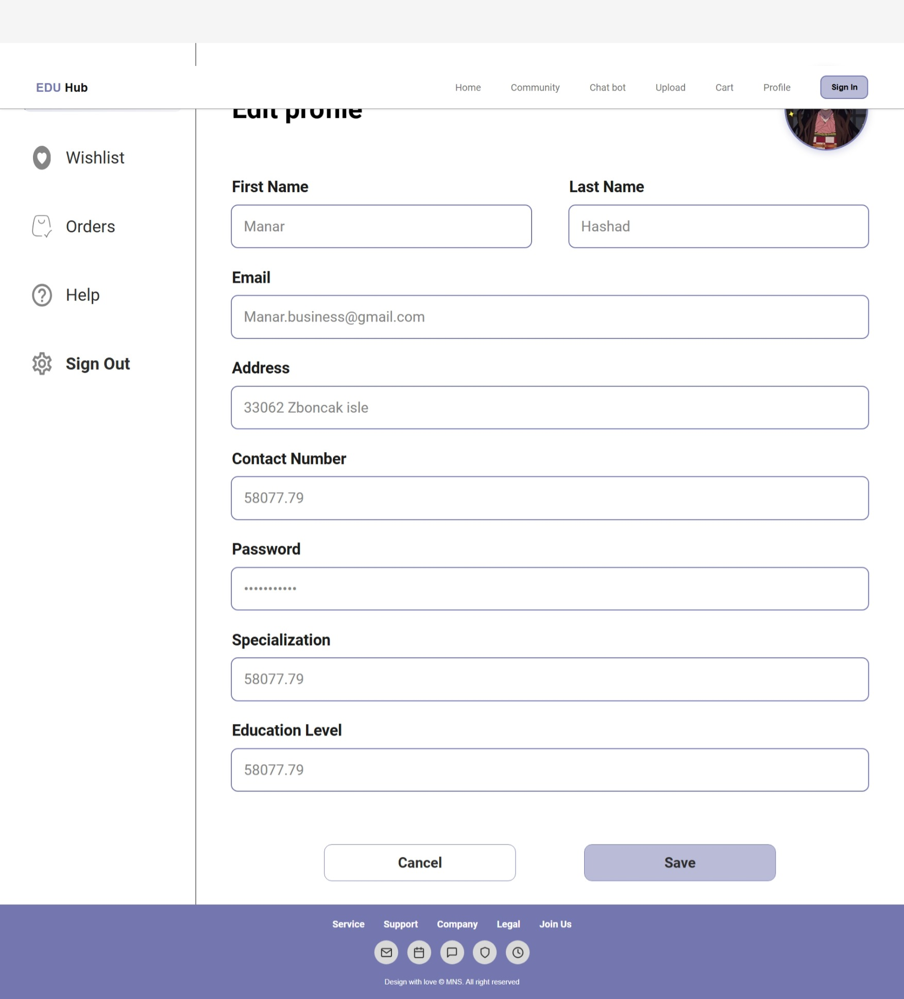 EDU Hub
Home Community Chat bot Upload Cart Profile Sign In
Edit profile
Wishlist
Orders
Help
Sign Out
First Name
Last Name
Manar
Hashad
Email
Manar.business@gmail.com
Address
33062 Zboncak isle
Contact Number
58077.79
Password
•••••••••••
Specialization
58077.79
Education Level
58077.79
Cancel
Save
Service Support Company Legal Join Us
Design with love © MNS. All right reserved